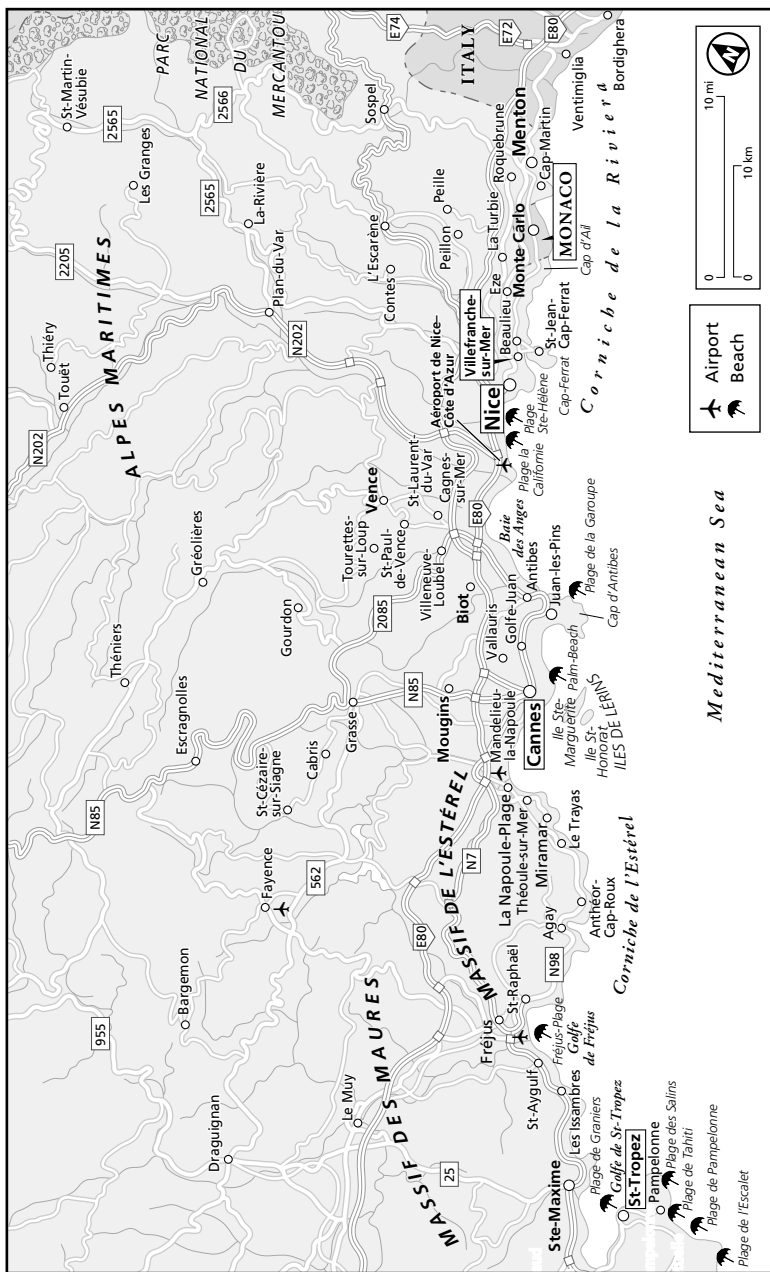 St-Martin-
Vésubie
PARC
NATIONAL
DU
MERCANTOUR
E74
E72
E80
ITALY
Bordighera
Ventimiglia
Sospel
2566
2565
Les Granges
2565
La-Rivière
2205
Plan-du-Var
Thiéry
Touët
N202
N202
ALPES MARITIMES
L'Escarène
Contes
Peille
Peillon
Roquebrune
Menton
Cap-Martin
La Turbie
Monte Carlo
MONACO
Cap d'Ail
Eze
Beaulieu
Villefranche-
sur-Mer
St-Jean-
Cap-Ferrat
Cap-Ferrat
Corniche de la Riviera
Nice
Aéroport de Nice–
Côte d'Azur
Plage
Ste-Hélène
Plage la
Californie
Vence
St-Laurent-
du-Var
Cagnes-
sur-Mer
Tourettes-
sur-Loup
St-Paul-
de-Vence
Villeneuve-
Loubel
E80
Baie
des Anges
Biot
Antibes
Juan-les-Pins
Plage de la Garoupe
Cap d'Antibes
Golfe-Juan
Vallauris
Gréolières
Gourdon
2085
Théniers
Escragnolles
Grasse
N85
N85
Mougins
Cannes
Palm-Beach
Ile Ste-
Marguerite
Ile St-
Honorat
ILES DE LÉRINS
Mandelieu-
la-Napoule
La Napoule-Plage
Théoule-sur-Mer
Miramar
Le Trayas
St-Cézaire-
sur-Siagne
Cabris
Fayence
562
Bargemon
955
Draguignan
E80
N7
MASSIF DE L'ESTÉREL
Anthéor-
Cap-Roux
Agay
N98
Corniche de l'Estérel
St-Raphaël
Fréjus
Fréjus-Plage
Golfe
de Fréjus
MASSIF DES MAURES
Le Muy
25
St-Aygulf
Les Issambres
Ste-Maxime
Plage de Graniers
Golfe de St-Tropez
St-Tropez
Pampelonne
Plage des Salins
Plage de Tahiti
Plage de Pampelonne
Plage de l'Escalet
Mediterranean Sea
Airport
Beach
0
10 mi
0
10 km
N